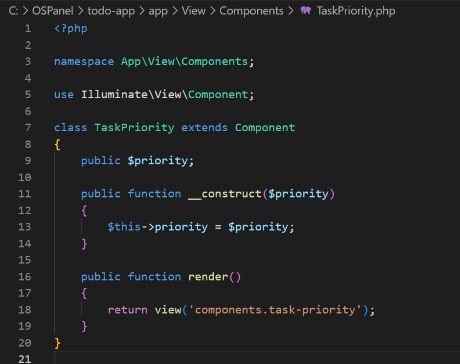 C: > OSPanel > todo-app > app > View > Components > TaskPriority.php
1 <?php
2
3 namespace App\View\Components;
4
5 use Illuminate\View\Component;
6
7 class TaskPriority extends Component
8 {
9     public $priority;
10
11     public function __construct($priority)
12     {
13         $this->priority = $priority;
14     }
15
16     public function render()
17     {
18         return view('components.task-priority');
19     }
20 }
21